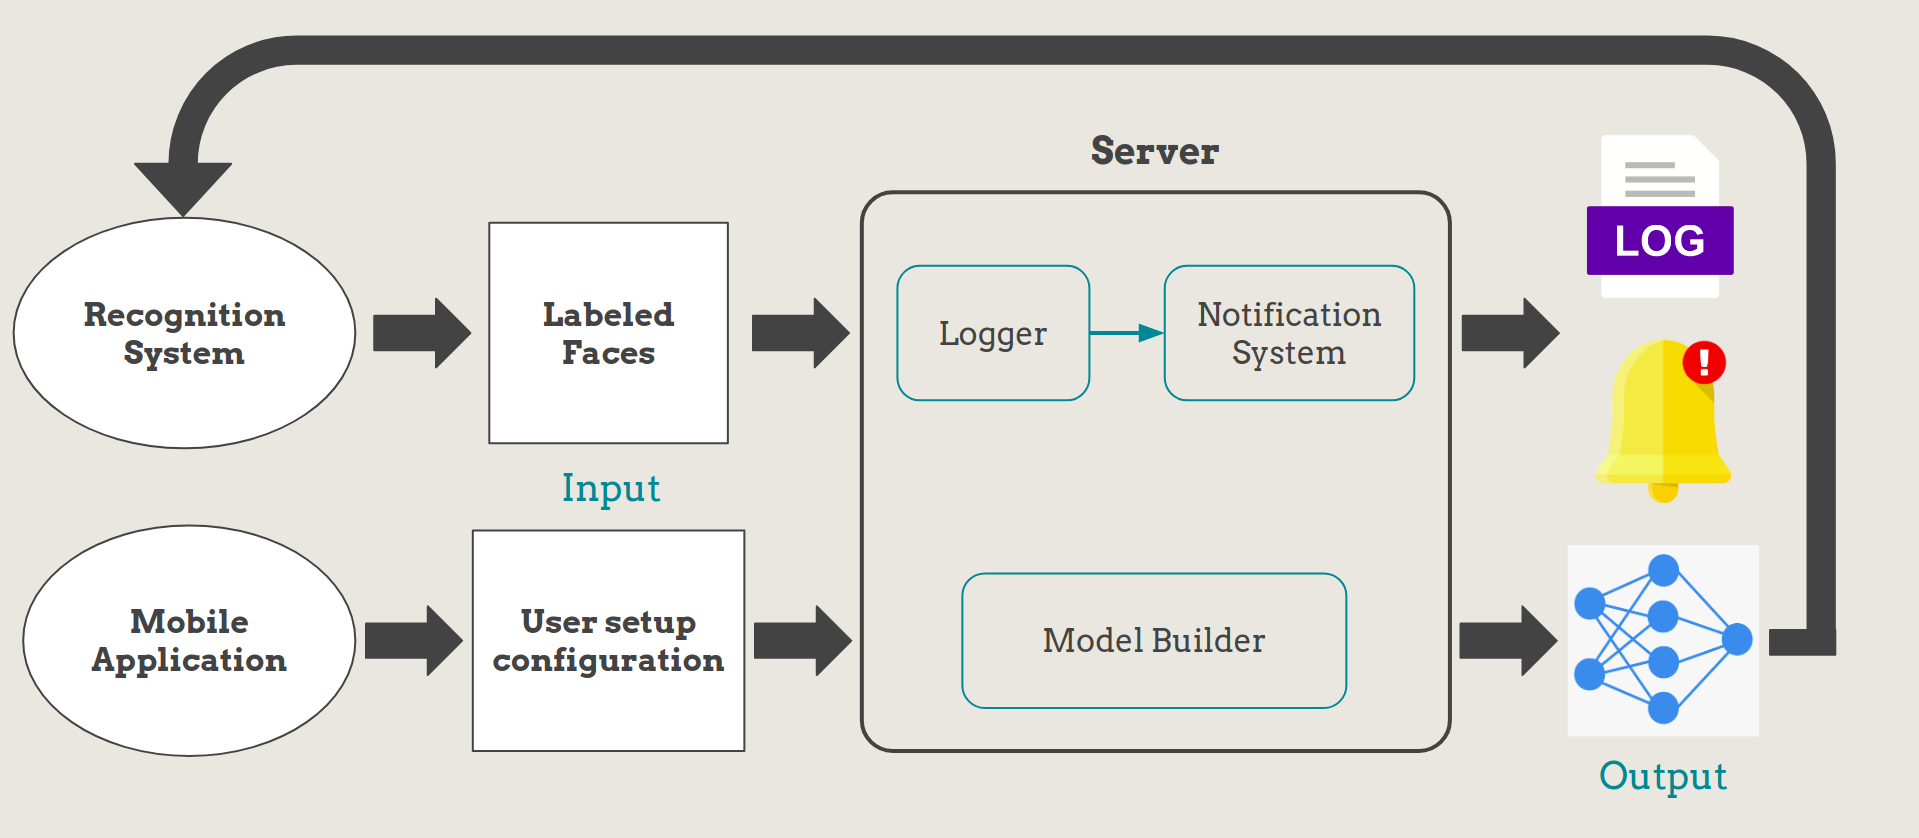 Server
LOG
Recognition
System
Labeled
Faces
Logger
Notification
System
!
Input
Mobile
Application
User setup
configuration
Model Builder
Output